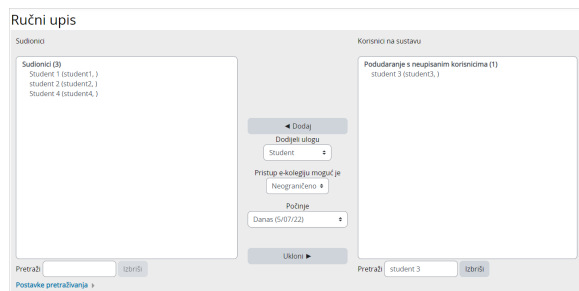 Ručni upis
Sudionici
Korisnici na sustavu
Sudionici (3)
Student 1 (student1, )
student 2 (student2, )
Student 4 (student4, )
Podudaranje s neupisanim korisnicima (1)
student 3 (student3, )
◄ Dodaj
Dodijeli ulogu
Student
Pristup e-kolegiju moguć je
Neograničeno
Počinje
Danas (5/07/22)
Ukloni ►
Pretraži
Izbriši
Pretraži student 3 Izbriši
Postavke pretraživanja